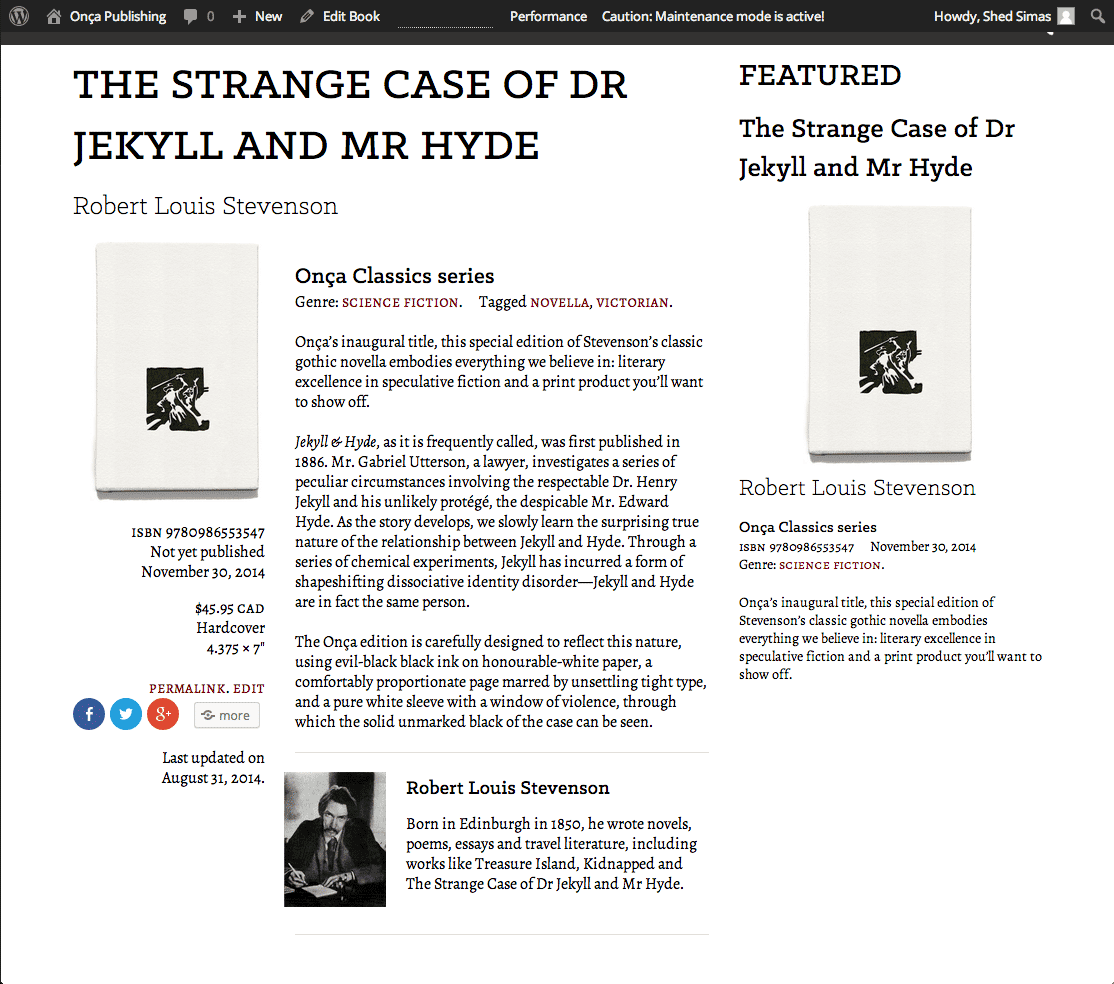 Onça Publishing 0 New Edit Book Performance Caution: Maintenance mode is active! Howdy, Shed Simas
THE STRANGE CASE OF DR
JEKYLL AND MR HYDE
Robert Louis Stevenson
ISBN 9780986553547
Not yet published
November 30, 2014
$45.95 CAD
Hardcover
4.375 × 7"
PERMALINK. EDIT
f g+ more
Last updated on
August 31, 2014.
Onça Classics series
Genre: SCIENCE FICTION. Tagged NOVELLA, VICTORIAN.
Onça’s inaugural title, this special edition of Stevenson’s classic
gothic novella embodies everything we believe in: literary
excellence in speculative fiction and a print product you’ll want
to show off.
Jekyll & Hyde, as it is frequently called, was first published in
1886. Mr. Gabriel Utterson, a lawyer, investigates a series of
peculiar circumstances involving the respectable Dr. Henry
Jekyll and his unlikely protégé, the despicable Mr. Edward
Hyde. As the story develops, we slowly learn the surprising true
nature of the relationship between Jekyll and Hyde. Through a
series of chemical experiments, Jekyll has incurred a form of
shapeshifting dissociative identity disorder—Jekyll and Hyde
are in fact the same person.
The Onça edition is carefully designed to reflect this nature,
using evil-black black ink on honourable-white paper, a
comfortably proportionate page marred by unsettling tight type,
and a pure white sleeve with a window of violence, through
which the solid unmarked black of the case can be seen.
Robert Louis Stevenson
Born in Edinburgh in 1850, he wrote novels,
poems, essays and travel literature, including
works like Treasure Island, Kidnapped and
The Strange Case of Dr Jekyll and Mr Hyde.
FEATURED
The Strange Case of Dr
Jekyll and Mr Hyde
Robert Louis Stevenson
Onça Classics series
ISBN 9780986553547 November 30, 2014
Genre: SCIENCE FICTION.
Onça’s inaugural title, this special edition of
Stevenson’s classic gothic novella embodies
everything we believe in: literary excellence in
speculative fiction and a print product you’ll want to
show off.